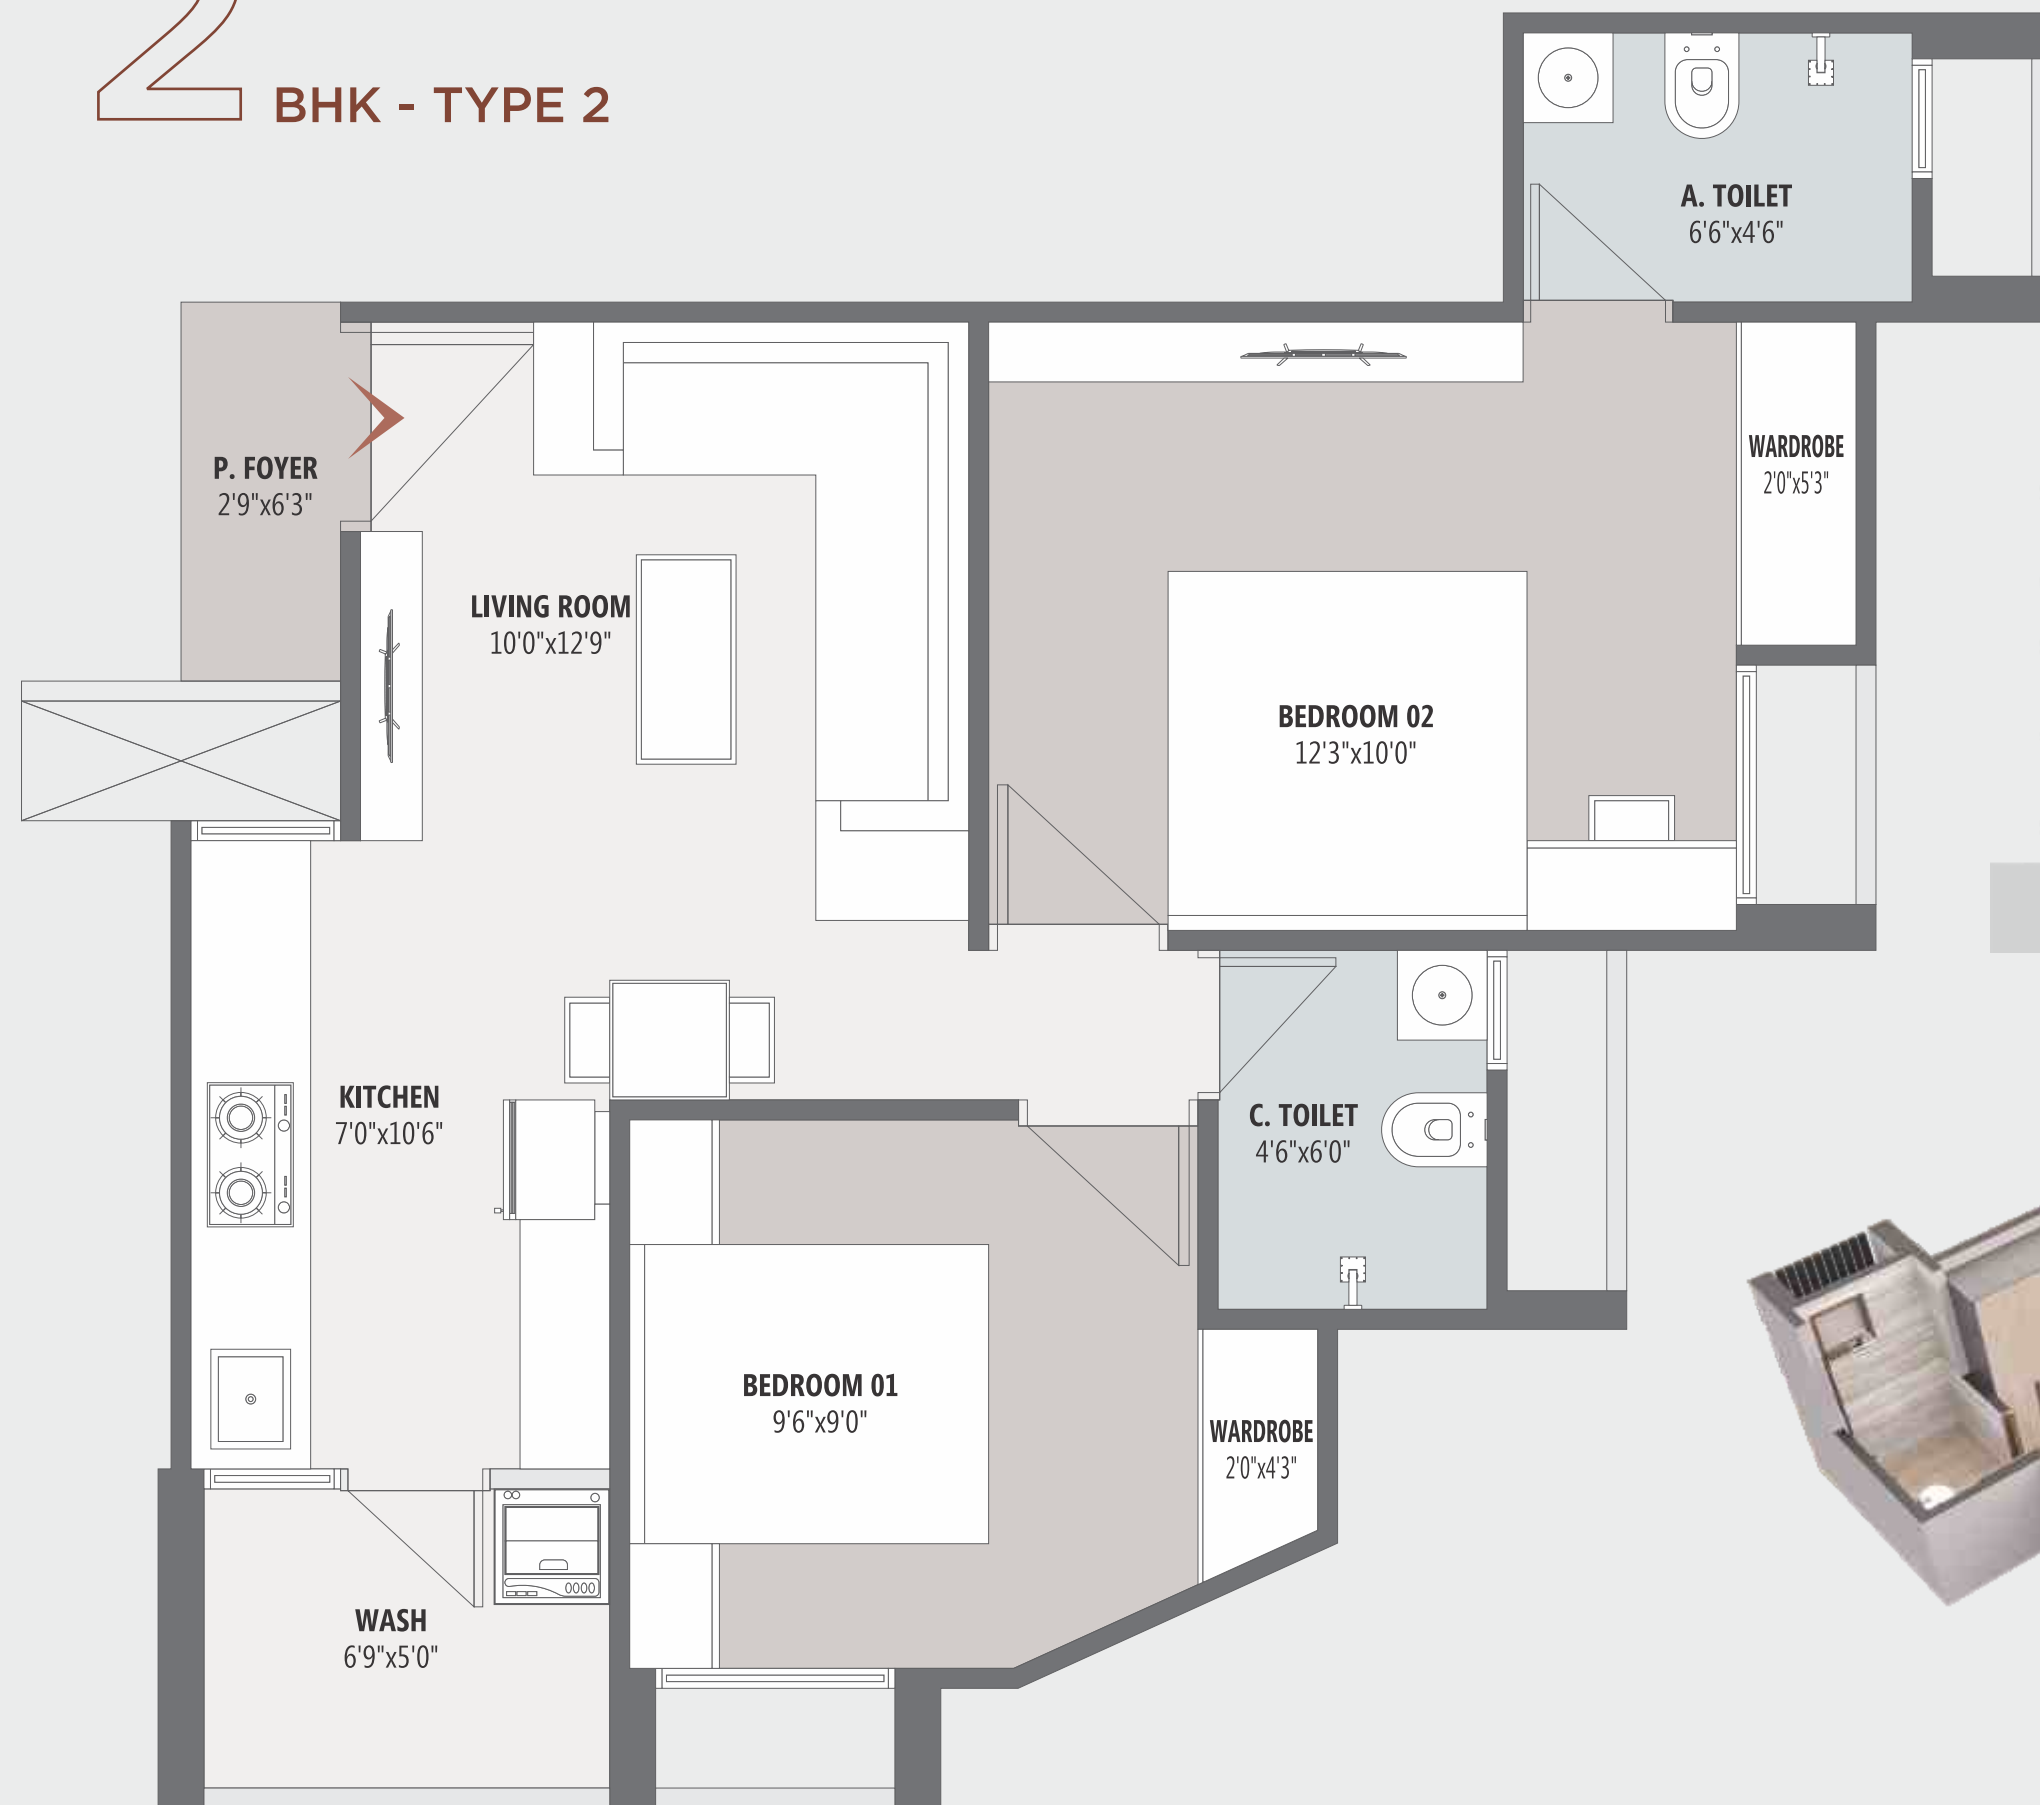 2 BHK - TYPE 2
A. TOILET
6'6"x4'6"
P. FOYER
2'9"x6'3"
WARDROBE
2'0"x5'3"
LIVING ROOM
10'0"x12'9"
BEDROOM 02
12'3"x10'0"
KITCHEN
7'0"x10'6"
C. TOILET
4'6"x6'0"
BEDROOM 01
9'6"x9'0"
WARDROBE
2'0"x4'3"
WASH
6'9"x5'0"